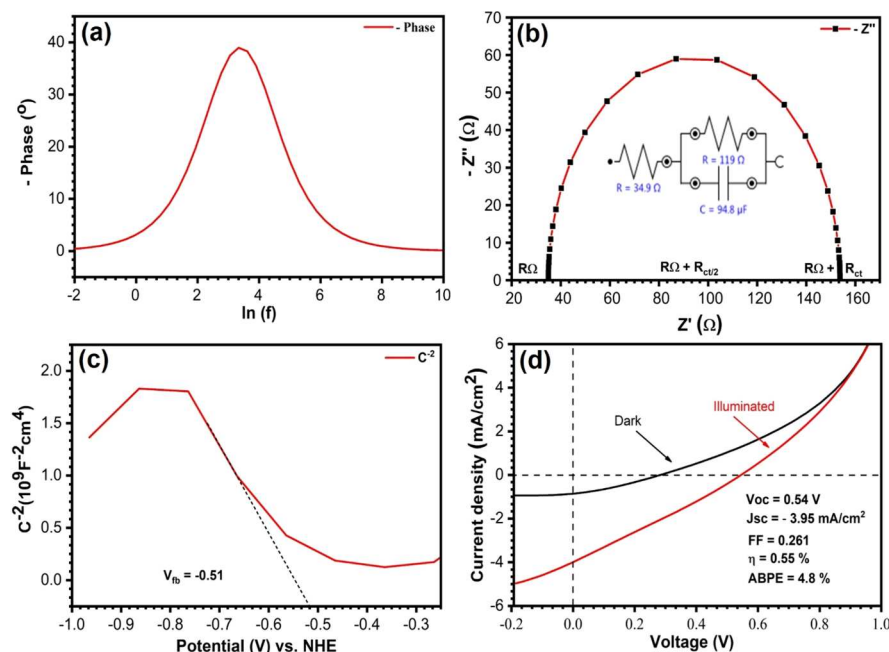 (a)
- Phase
40
30
20
10
0
- Phase (o)
-2 0 2 4 6 8 10
ln (f)
(b)
- Z"
70
60
50
40
30
20
10
0
- Z'' (Ω)
R = 34.9 Ω
R = 119 Ω
C = 94.8 µF
RΩ
RΩ + Rct/2
RΩ + Rct
20 40 60 80 100 120 140 160
Z' (Ω)
(c)
C-2
2.0
1.5
1.0
0.5
0.0
C-2(109F-2cm4)
Vfb = -0.51
-1.0 -0.9 -0.8 -0.7 -0.6 -0.5 -0.4 -0.3
Potential (V) vs. NHE
(d)
6
4
2
0
-2
-4
-6
Current density (mA/cm2)
Dark
Illuminated
Voc = 0.54 V
Jsc = - 3.95 mA/cm2
FF = 0.261
η = 0.55 %
ABPE = 4.8 %
-0.2 0.0 0.2 0.4 0.6 0.8 1.0
Voltage (V)